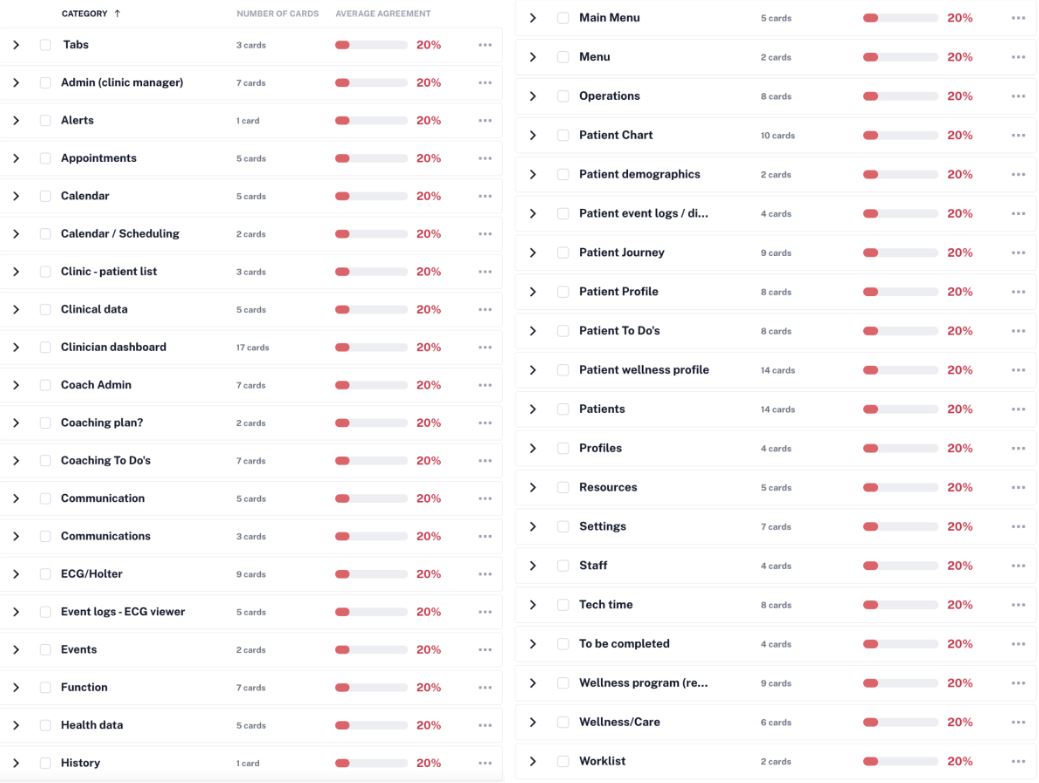 CATEGORY ↑ NUMBER OF CARDS AVERAGE AGREEMENT
Tabs 3 cards 20%
Admin (clinic manager) 7 cards 20%
Alerts 1 card 20%
Appointments 5 cards 20%
Calendar 5 cards 20%
Calendar / Scheduling 2 cards 20%
Clinic - patient list 3 cards 20%
Clinical data 5 cards 20%
Clinician dashboard 17 cards 20%
Coach Admin 7 cards 20%
Coaching plan? 2 cards 20%
Coaching To Do's 7 cards 20%
Communication 5 cards 20%
Communications 3 cards 20%
ECG/Holter 9 cards 20%
Event logs - ECG viewer 5 cards 20%
Events 2 cards 20%
Function 7 cards 20%
Health data 5 cards 20%
History 1 card 20%
Main Menu 5 cards 20%
Menu 2 cards 20%
Operations 8 cards 20%
Patient Chart 10 cards 20%
Patient demographics 2 cards 20%
Patient event logs / di... 4 cards 20%
Patient Journey 9 cards 20%
Patient Profile 8 cards 20%
Patient To Do's 8 cards 20%
Patient wellness profile 14 cards 20%
Patients 14 cards 20%
Profiles 4 cards 20%
Resources 5 cards 20%
Settings 7 cards 20%
Staff 4 cards 20%
Tech time 8 cards 20%
To be completed 4 cards 20%
Wellness program (re... 9 cards 20%
Wellness/Care 6 cards 20%
Worklist 2 cards 20%